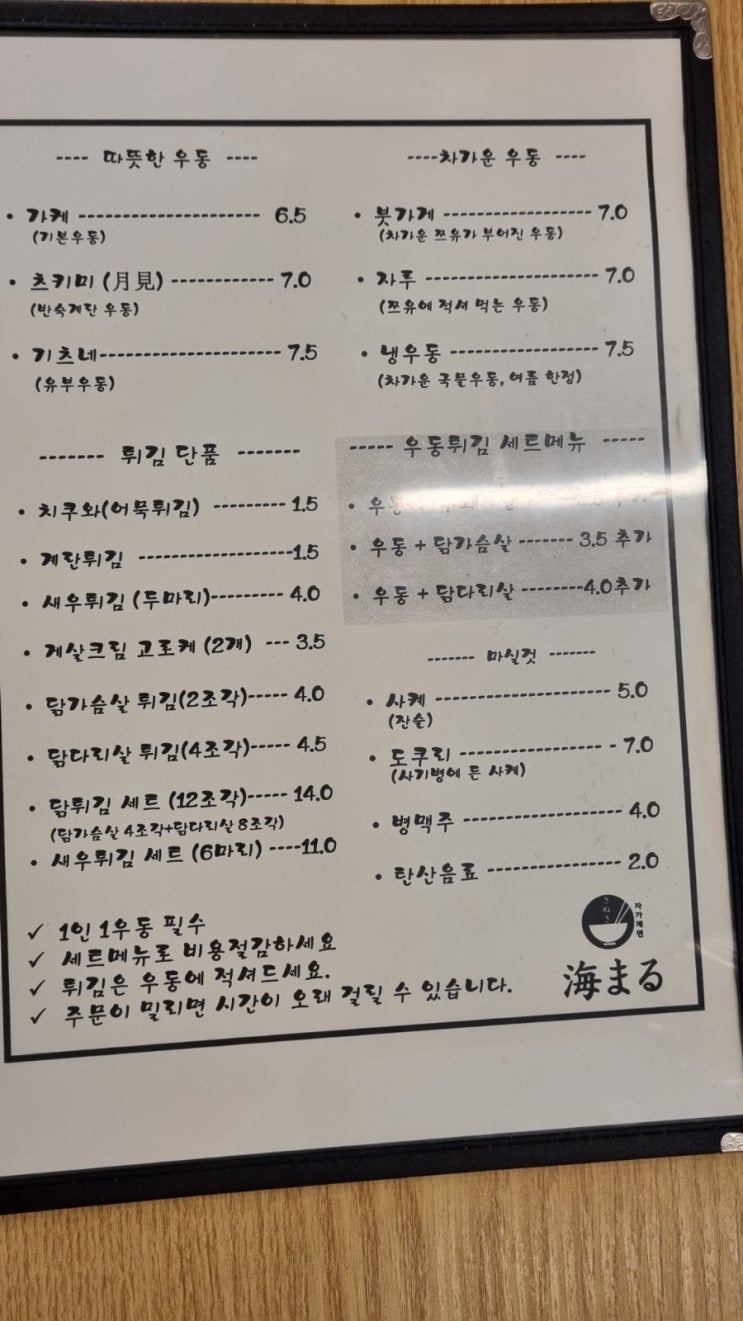 ---- 따뜻한 우동 ----
• 가케 -------------------- 6.5
(기본우동)
• 츠키미 (月見) ------------ 7.0
(반숙계란 우동)
• 기츠네-------------------- 7.5
(유부우동)
------- 튀김 단품 -------
• 치쿠와(어묵튀김) --------- 1.5
• 계란튀김 -----------------1.5
• 새우튀김 (두마리)--------- 4.0
• 게살크림 고로케 (2개) --- 3.5
• 닭가슴살 튀김(2조각)----- 4.0
• 닭다리살 튀김(4조각)----- 4.5
• 닭튀김 세트 (12조각)----- 14.0
(닭가슴살 4조각+닭다리살 8조각)
• 새우튀김 세트 (6마리) ----11.0
----차가운 우동 ----
• 붓가게 ----------------- 7.0
(차가운 쯔유가 부어진 우동)
• 자루 -------------------- 7.0
(쯔유에 적셔 먹는 우동)
• 냉우동 ----------------- 7.5
(차가운 국물우동, 여름 한정)
----- 우동튀김 세트메뉴 -----
• 우동
• 우동 + 닭가슴살 ------- 3.5 추가
• 우동 + 닭다리살 --------4.0추가
------- 마실것 -------
• 사케 -------------------- 5.0
(잔술)
• 도쿠리 ---------------- - 7.0
(사기병에 든 사케)
• 병맥주 ------------------ 4.0
• 탄산음료 --------------- 2.0
✓ 1인 1우동 필수
✓ 세트메뉴로 비용절감하세요
✓ 튀김은 우동에 적셔드세요.
✓ 주문이 밀리면 시간이 오래 걸릴 수 있습니다.
さぬき
자가제면
海まる